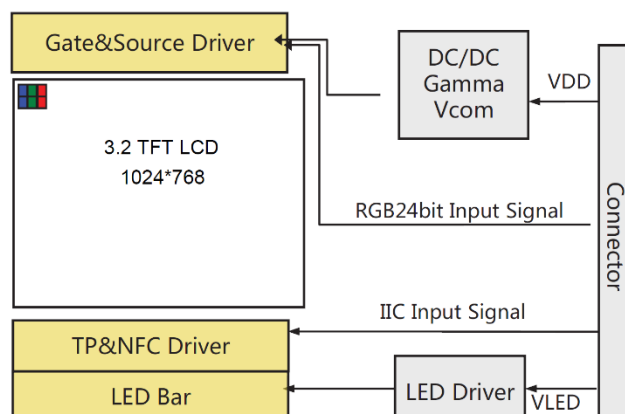 Gate&Source Driver
DC/DC
Gamma
Vcom
VDD
3.2 TFT LCD
1024*768
RGB24bit Input Signal
Connector
IIC Input Signal
TP&NFC Driver
LED Bar
LED Driver
VLED